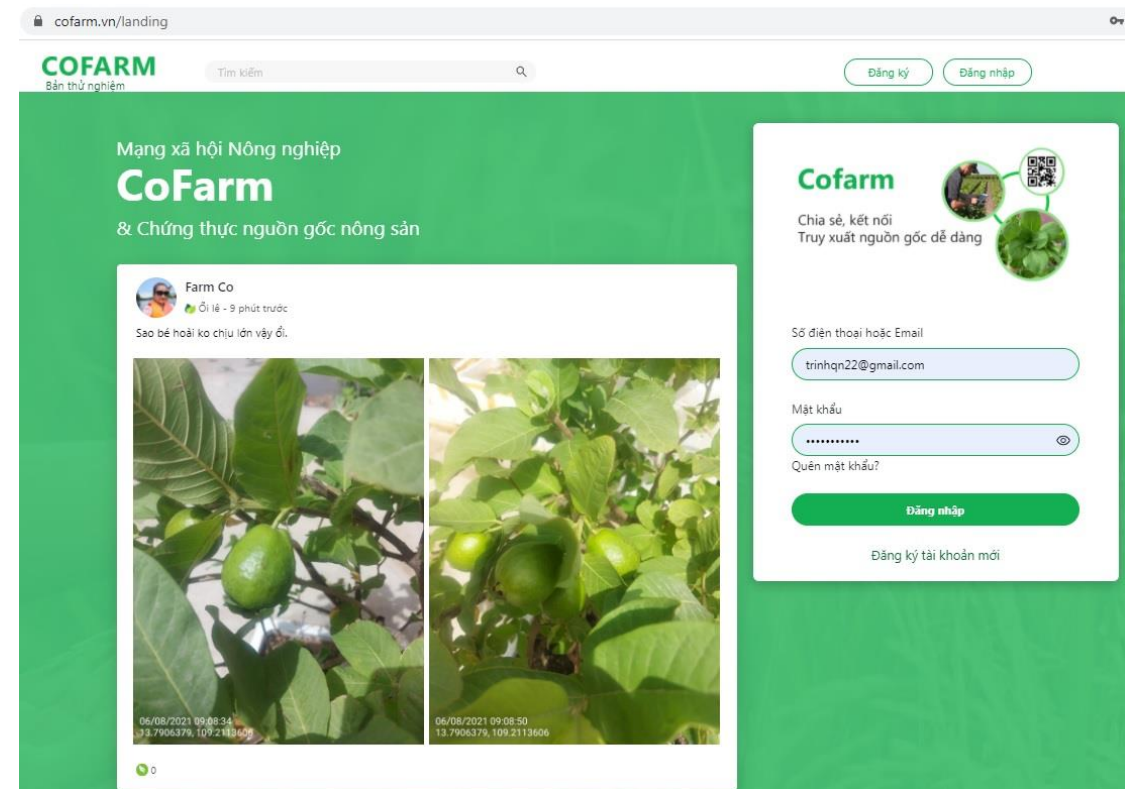 cofarm.vn/landing
COFARM
Bản thử nghiệm
Tìm kiếm
Đăng ký
Đăng nhập
Mạng xã hội Nông nghiệp
CoFarm
& Chứng thực nguồn gốc nông sản
Farm Co
Ổi lê - 9 phút trước
Sao bé hoài ko chịu lớn vậy ổi.
06/08/2021 09:08:34
13.7906379, 109.2113606
06/08/2021 09:08:50
13.7906379, 109.2113606
0
Cofarm
Chia sẻ, kết nối
Truy xuất nguồn gốc dễ dàng
Số điện thoại hoặc Email
trinhqn22@gmail.com
Mật khẩu
Quên mật khẩu?
Đăng nhập
Đăng ký tài khoản mới